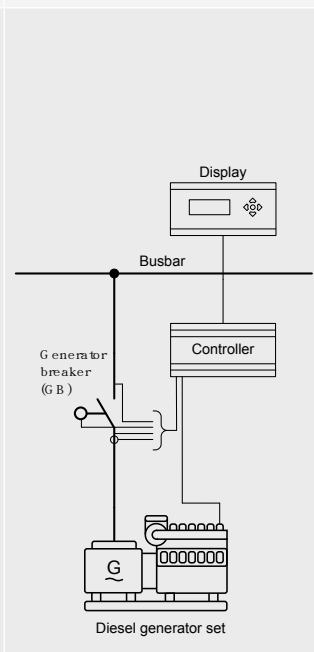 Display
Busbar
Controller
Generator
breaker
(GB)
G
Diesel generator set